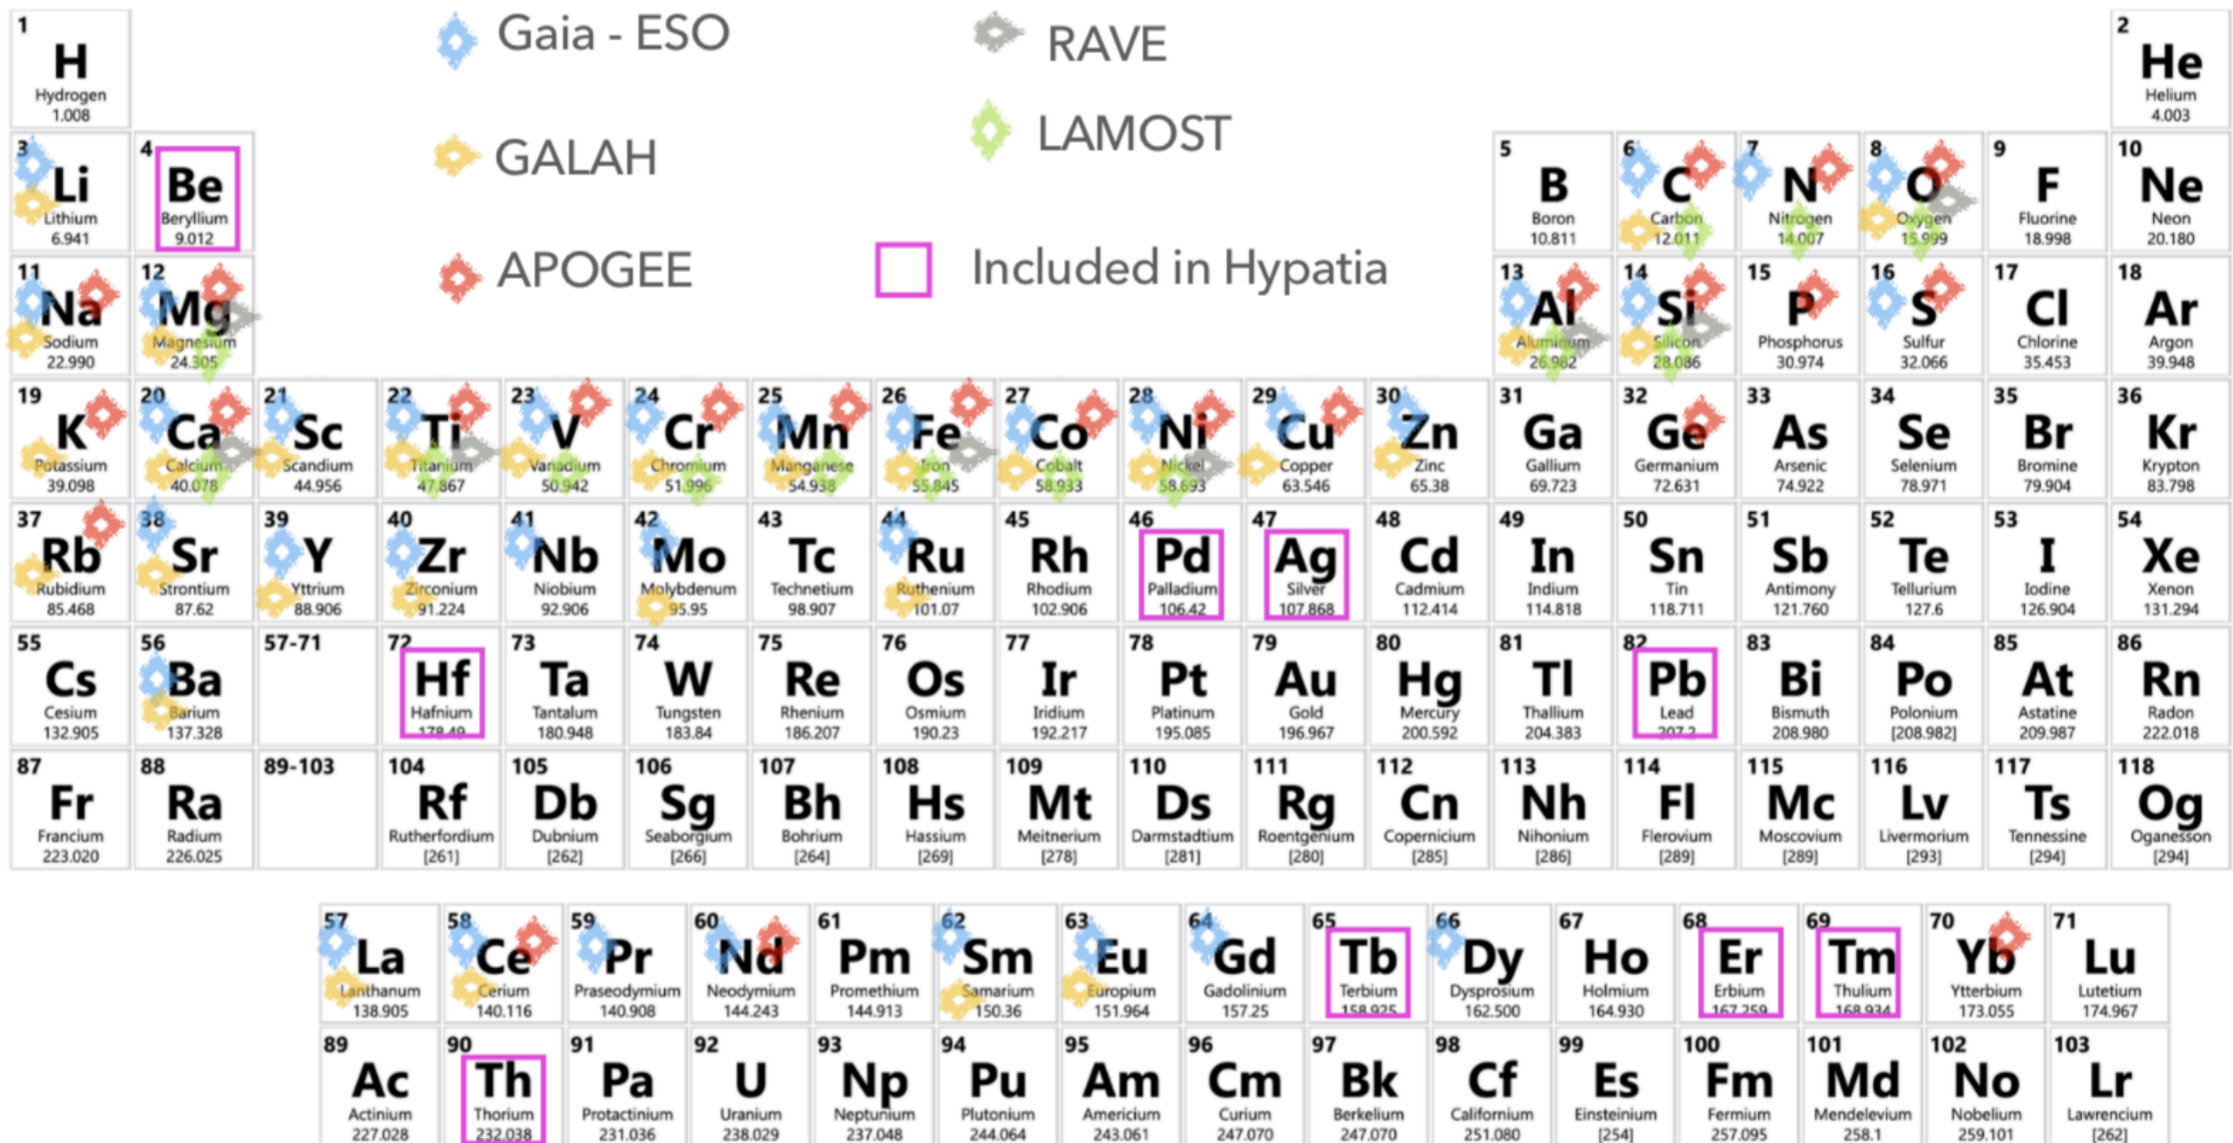 Gaia - ESO
RAVE
GALAH
LAMOST
APOGEE
Included in Hypatia
1 H Hydrogen 1.008
2 He Helium 4.003
3 Li Lithium 6.941
4 Be Beryllium 9.012
5 B Boron 10.811
6 C Carbon 12.011
7 N Nitrogen 14.007
8 O Oxygen 15.999
9 F Fluorine 18.998
10 Ne Neon 20.180
11 Na Sodium 22.990
12 Mg Magnesium 24.305
13 Al Aluminum 26.982
14 Si Silicon 28.086
15 P Phosphorus 30.974
16 S Sulfur 32.066
17 Cl Chlorine 35.453
18 Ar Argon 39.948
19 K Potassium 39.098
20 Ca Calcium 40.078
21 Sc Scandium 44.956
22 Ti Titanium 47.867
23 V Vanadium 50.942
24 Cr Chromium 51.996
25 Mn Manganese 54.938
26 Fe Iron 55.845
27 Co Cobalt 58.933
28 Ni Nickel 58.693
29 Cu Copper 63.546
30 Zn Zinc 65.38
31 Ga Gallium 69.723
32 Ge Germanium 72.631
33 As Arsenic 74.922
34 Se Selenium 78.971
35 Br Bromine 79.904
36 Kr Krypton 83.798
37 Rb Rubidium 85.468
38 Sr Strontium 87.62
39 Y Yttrium 88.906
40 Zr Zirconium 91.224
41 Nb Niobium 92.906
42 Mo Molybdenum 95.95
43 Tc Technetium 98.907
44 Ru Ruthenium 101.07
45 Rh Rhodium 102.906
46 Pd Palladium 106.42
47 Ag Silver 107.868
48 Cd Cadmium 112.414
49 In Indium 114.818
50 Sn Tin 118.711
51 Sb Antimony 121.760
52 Te Tellurium 127.6
53 I Iodine 126.904
54 Xe Xenon 131.294
55 Cs Cesium 132.905
56 Ba Barium 137.328
57-71
72 Hf Hafnium 178.49
73 Ta Tantalum 180.948
74 W Tungsten 183.84
75 Re Rhenium 186.207
76 Os Osmium 190.23
77 Ir Iridium 192.217
78 Pt Platinum 195.085
79 Au Gold 196.967
80 Hg Mercury 200.592
81 Tl Thallium 204.383
82 Pb Lead 207.2
83 Bi Bismuth 208.980
84 Po Polonium [208.982]
85 At Astatine 209.987
86 Rn Radon 222.018
87 Fr Francium 223.020
88 Ra Radium 226.025
89-103
104 Rf Rutherfordium [261]
105 Db Dubnium [262]
106 Sg Seaborgium [266]
107 Bh Bohrium [264]
108 Hs Hassium [269]
109 Mt Meitnerium [278]
110 Ds Darmstadtium [281]
111 Rg Roentgenium [280]
112 Cn Copernicium [285]
113 Nh Nihonium [286]
114 Fl Flerovium [289]
115 Mc Moscovium [289]
116 Lv Livermorium [293]
117 Ts Tennessine [294]
118 Og Oganesson [294]
57 La Lanthanum 138.905
58 Ce Cerium 140.116
59 Pr Praseodymium 140.908
60 Nd Neodymium 144.243
61 Pm Promethium 144.913
62 Sm Samarium 150.36
63 Eu Europium 151.964
64 Gd Gadolinium 157.25
65 Tb Terbium 158.925
66 Dy Dysprosium 162.500
67 Ho Holmium 164.930
68 Er Erbium 167.259
69 Tm Thulium 168.934
70 Yb Ytterbium 173.055
71 Lu Lutetium 174.967
89 Ac Actinium 227.028
90 Th Thorium 232.038
91 Pa Protactinium 231.036
92 U Uranium 238.029
93 Np Neptunium 237.048
94 Pu Plutonium 244.064
95 Am Americium 243.061
96 Cm Curium 247.070
97 Bk Berkelium 247.070
98 Cf Californium 251.080
99 Es Einsteinium [254]
100 Fm Fermium 257.095
101 Md Mendelevium 258.1
102 No Nobelium 259.101
103 Lr Lawrencium [262]